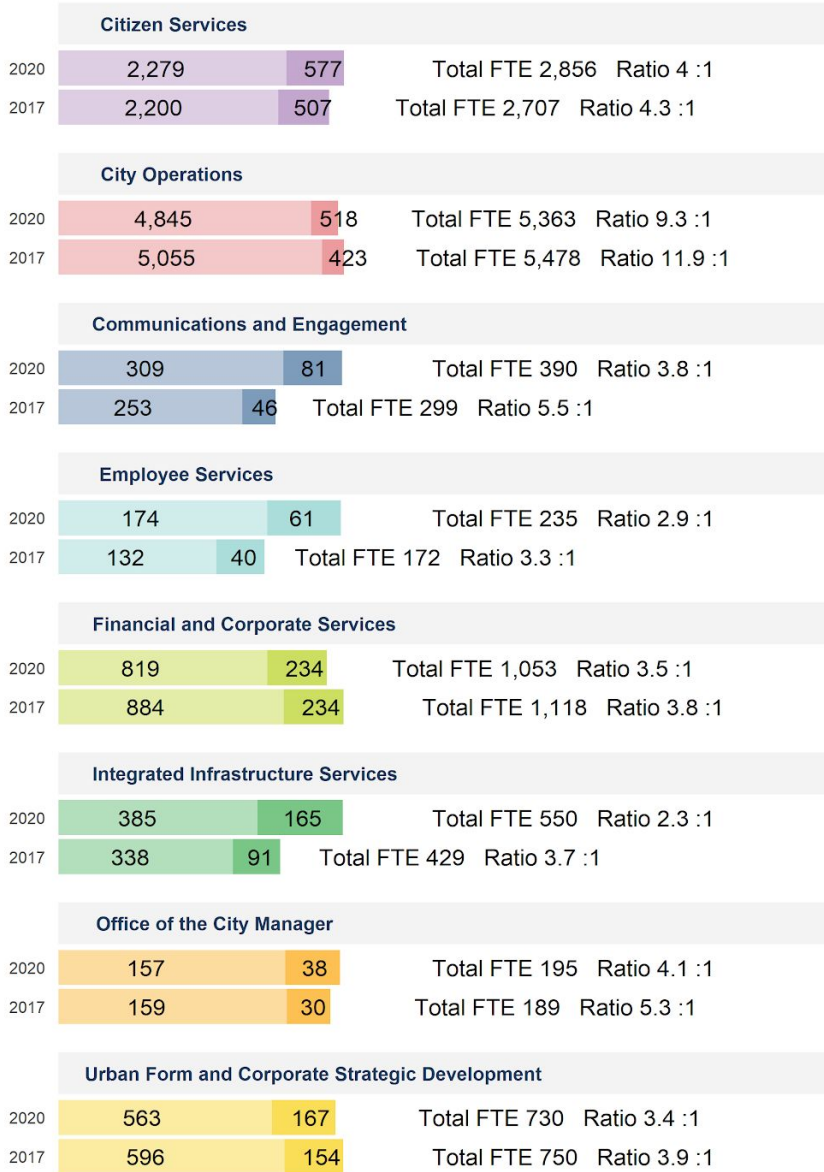 Citizen Services
2020 2,279 577 Total FTE 2,856 Ratio 4 :1
2017 2,200 507 Total FTE 2,707 Ratio 4.3 :1
City Operations
2020 4,845 518 Total FTE 5,363 Ratio 9.3 :1
2017 5,055 423 Total FTE 5,478 Ratio 11.9 :1
Communications and Engagement
2020 309 81 Total FTE 390 Ratio 3.8 :1
2017 253 46 Total FTE 299 Ratio 5.5 :1
Employee Services
2020 174 61 Total FTE 235 Ratio 2.9 :1
2017 132 40 Total FTE 172 Ratio 3.3 :1
Financial and Corporate Services
2020 819 234 Total FTE 1,053 Ratio 3.5 :1
2017 884 234 Total FTE 1,118 Ratio 3.8 :1
Integrated Infrastructure Services
2020 385 165 Total FTE 550 Ratio 2.3 :1
2017 338 91 Total FTE 429 Ratio 3.7 :1
Office of the City Manager
2020 157 38 Total FTE 195 Ratio 4.1 :1
2017 159 30 Total FTE 189 Ratio 5.3 :1
Urban Form and Corporate Strategic Development
2020 563 167 Total FTE 730 Ratio 3.4 :1
2017 596 154 Total FTE 750 Ratio 3.9 :1